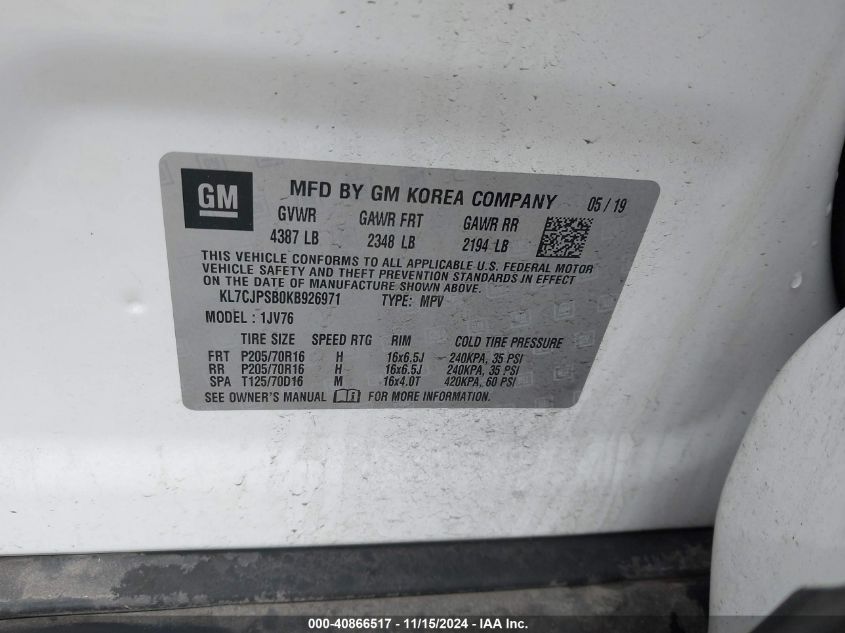 GM MFD BY GM KOREA COMPANY 05 / 19
GVWR GAWR FRT GAWR RR
4387 LB 2348 LB 2194 LB
THIS VEHICLE CONFORMS TO ALL APPLICABLE U.S. FEDERAL MOTOR
VEHICLE SAFETY AND THEFT PREVENTION STANDARDS IN EFFECT
ON THE DATE OF MANUFACTURE SHOWN ABOVE.
KL7CJPSB0KB926971 TYPE: MPV
MODEL : 1JV76
TIRE SIZE SPEED RTG RIM COLD TIRE PRESSURE
FRT P205/70R16 H 16x6.5J 240KPA, 35 PSI
RR P205/70R16 H 16x6.5J 240KPA, 35 PSI
SPA T125/70D16 M 16x4.0T 420KPA, 60 PSI
SEE OWNER'S MANUAL FOR MORE INFORMATION.
000-40866517 - 11/15/2024 - IAA Inc.